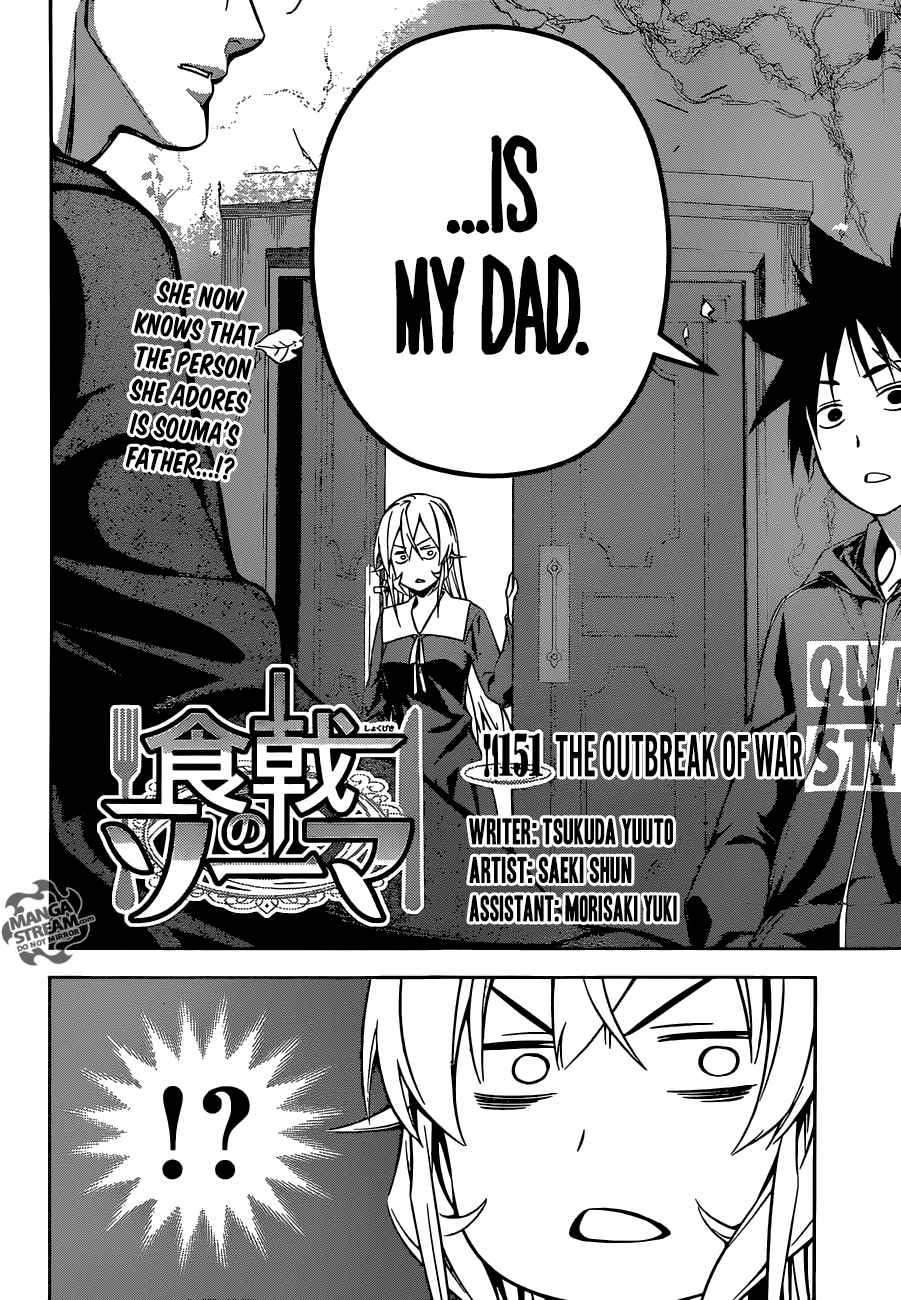 ...IS
MY DAD.
SHE NOW
KNOWS THAT
THE PERSON
SHE ADORES
IS SOUMA'S
FATHER...!?
しょくげき
食戟
の
ソーマ
#151 THE OUTBREAK OF WAR
WRITER: TSUKUDA YUUTO
ARTIST: SAEKI SHUN
ASSISTANT: MORISAKI YUKI
MANGA
STREAM.com
DO NOT MIRROR
!?